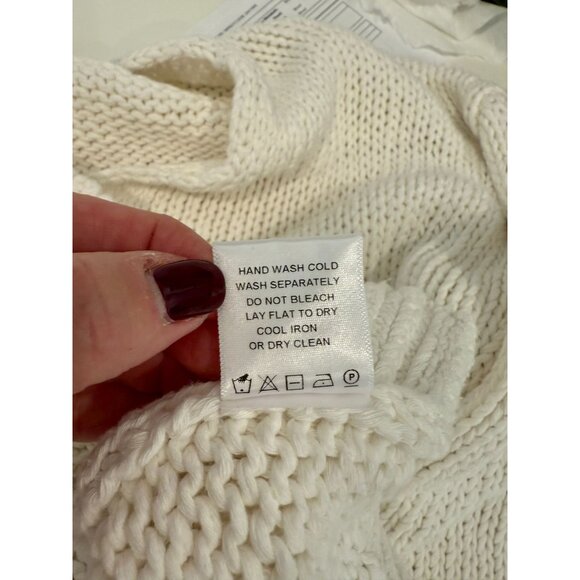 HAND WASH COLD
WASH SEPARATELY
DO NOT BLEACH
LAY FLAT TO DRY
COOL IRON
OR DRY CLEAN
P